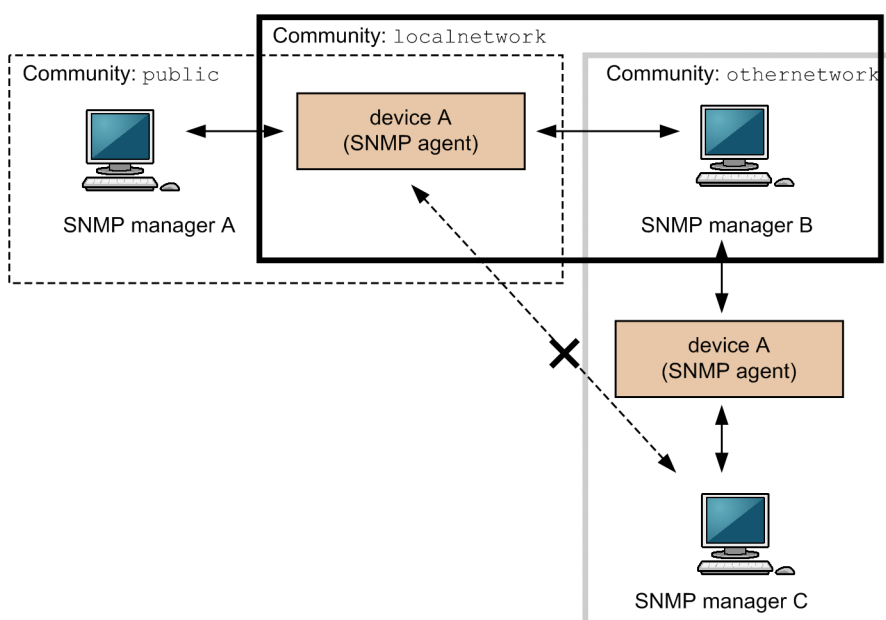 Community: localnetwork
Community: public
Community: othernetwork
device A
(SNMP agent)
SNMP manager A
SNMP manager B
device A
(SNMP agent)
SNMP manager C